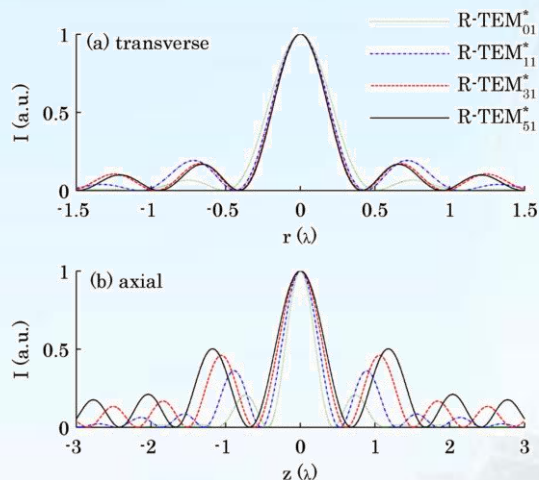 (a) transverse
R-TEM*01
R-TEM*11
R-TEM*31
R-TEM*51
I (a.u.)
1
0.5
0
-1.5 -1 -0.5 0 0.5 1 1.5
r (λ)
(b) axial
I (a.u.)
1
0.5
0
-3 -2 -1 0 1 2 3
z (λ)